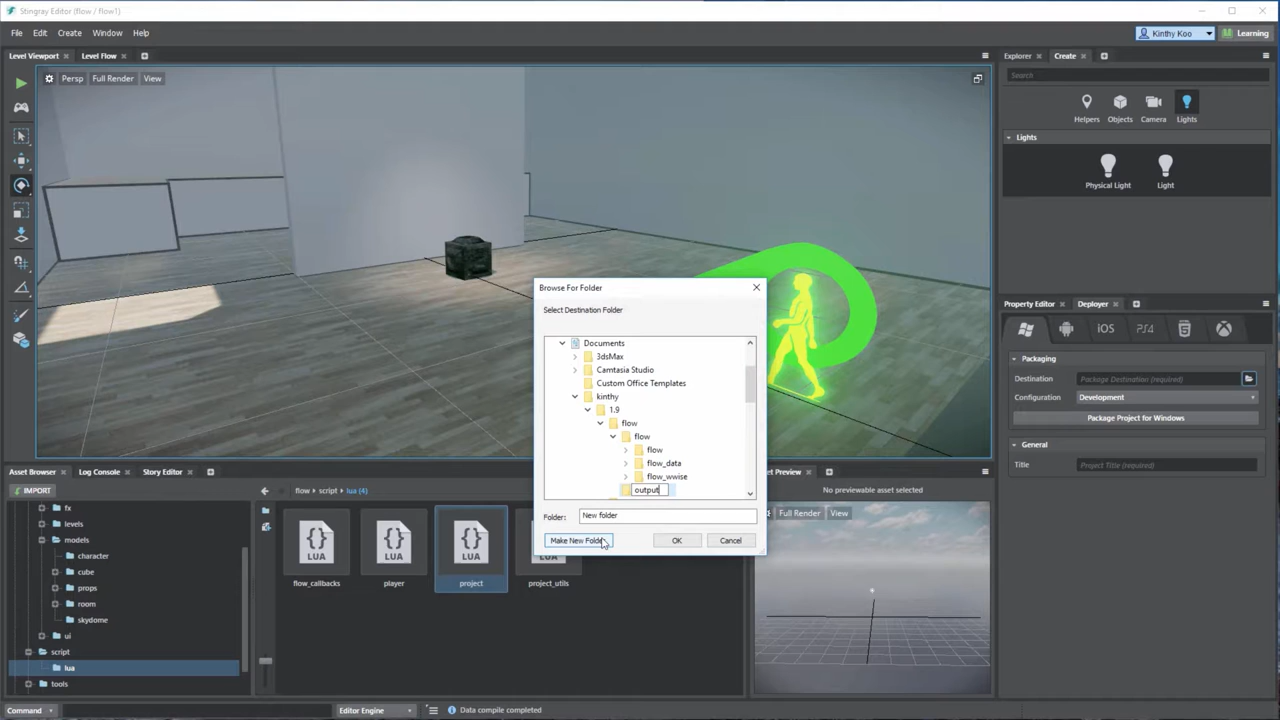 Stingray Editor (flow / flow1)
File Edit Create Window Help
Kinthy Koo
Learning
Level Viewport
Level Flow
Explorer
Create
Persp
Full Render
View
Search
Helpers
Objects
Camera
Lights
Lights
Physical Light
Light
Browse For Folder
Select Destination Folder
Documents
3dsMax
Camtasia Studio
Custom Office Templates
kinthy
1.9
flow
flow
flow
flow_data
flow_wwise
output
Folder:
New folder
Make New Folder
OK
Cancel
Property Editor
Deployer
iOS
PS4
Packaging
Destination
Package Destination (required)
Configuration
Development
Package Project for Windows
General
Title
Project Title (required)
Asset Browser
Log Console
Story Editor
Asset Preview
IMPORT
flow › script › lua (4)
No previewable asset selected
Full Render
View
fx
levels
models
character
cube
props
room
skydome
ui
script
lua
tools
LUA
LUA
LUA
LUA
flow_callbacks
player
project
project_utils
Command
Editor Engine
Data compile completed